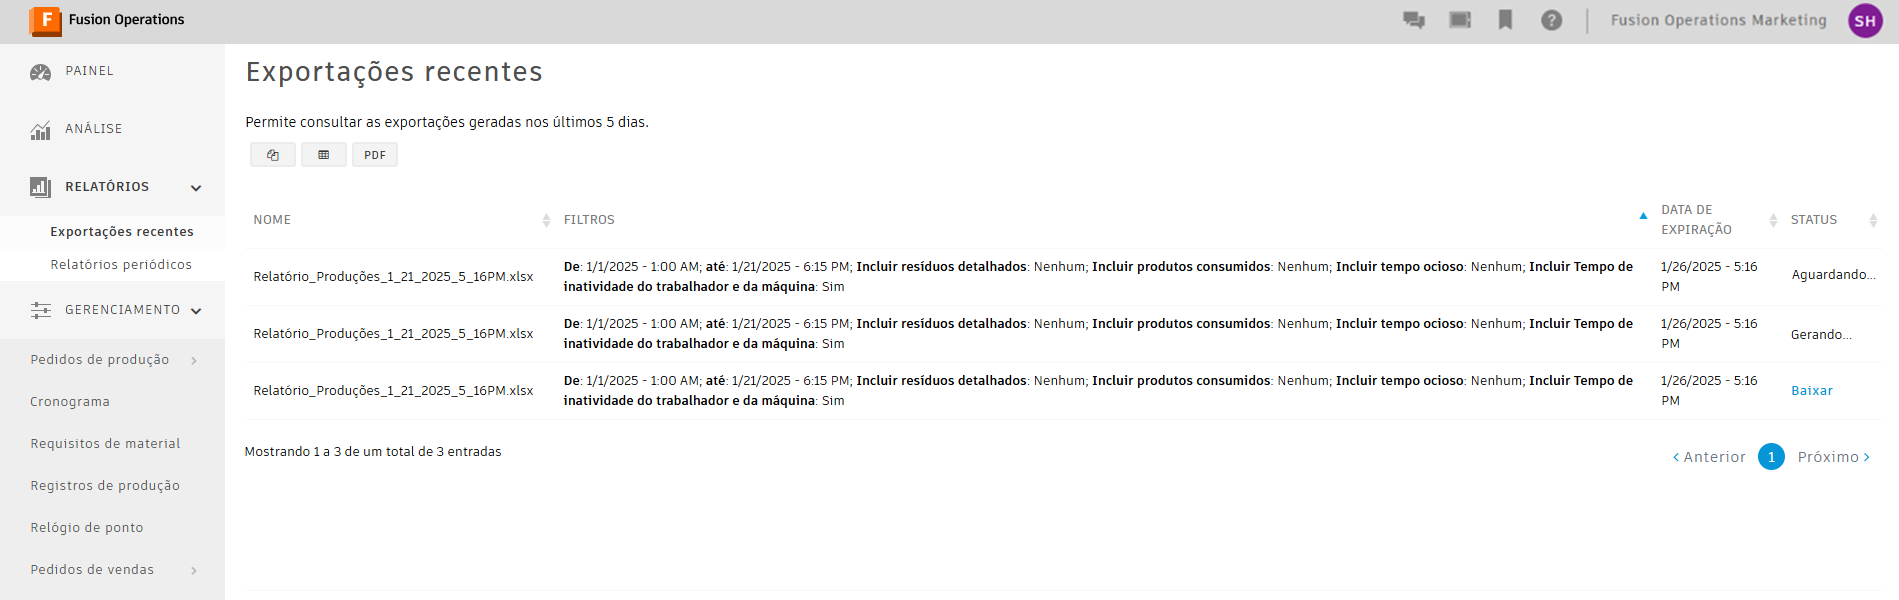 F Fusion Operations
? Fusion Operations Marketing SH
PAINEL
ANÁLISE
RELATÓRIOS
Exportações recentes
Relatórios periódicos
GERENCIAMENTO
Pedidos de produção
Cronograma
Requisitos de material
Registros de produção
Relógio de ponto
Pedidos de vendas
Exportações recentes
Permite consultar as exportações geradas nos últimos 5 dias.
PDF
NOME FILTROS DATA DE EXPIRAÇÃO STATUS
Relatório_Produções_1_21_2025_5_16PM.xlsx
De: 1/1/2025 - 1:00 AM; até: 1/21/2025 - 6:15 PM; Incluir resíduos detalhados: Nenhum; Incluir produtos consumidos: Nenhum; Incluir tempo ocioso: Nenhum; Incluir Tempo de
inatividade do trabalhador e da máquina: Sim
1/26/2025 - 5:16
PM
Aguardando...
Relatório_Produções_1_21_2025_5_16PM.xlsx
De: 1/1/2025 - 1:00 AM; até: 1/21/2025 - 6:15 PM; Incluir resíduos detalhados: Nenhum; Incluir produtos consumidos: Nenhum; Incluir tempo ocioso: Nenhum; Incluir Tempo de
inatividade do trabalhador e da máquina: Sim
1/26/2025 - 5:16
PM
Gerando...
Relatório_Produções_1_21_2025_5_16PM.xlsx
De: 1/1/2025 - 1:00 AM; até: 1/21/2025 - 6:15 PM; Incluir resíduos detalhados: Nenhum; Incluir produtos consumidos: Nenhum; Incluir tempo ocioso: Nenhum; Incluir Tempo de
inatividade do trabalhador e da máquina: Sim
1/26/2025 - 5:16
PM
Baixar
Mostrando 1 a 3 de um total de 3 entradas
‹ Anterior 1 Próximo ›